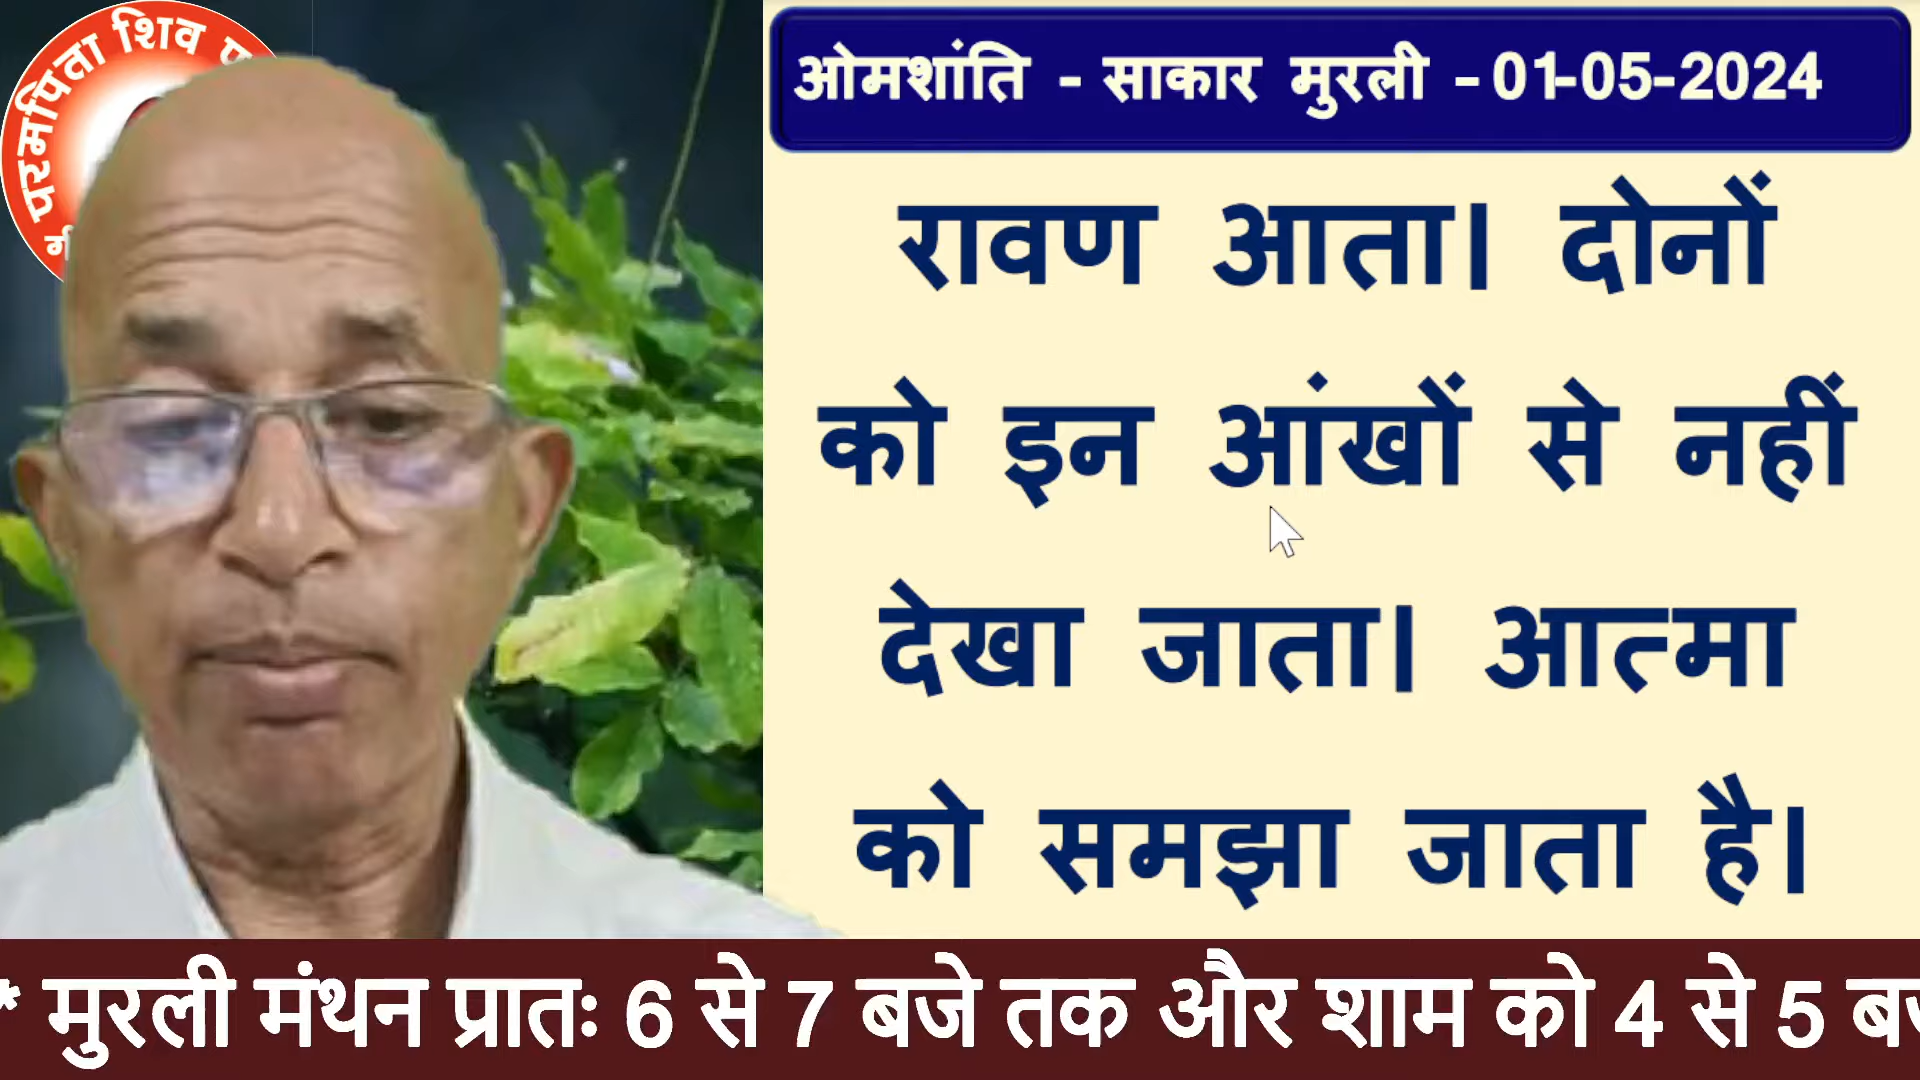 परमपिता शिव
ओमशांति - साकार मुरली - 01-05-2024
रावण आता। दोनों
को इन आंखों से नहीं
देखा जाता। आत्मा
को समझा जाता है।
* मुरली मंथन प्रातः 6 से 7 बजे तक और शाम को 4 से 5